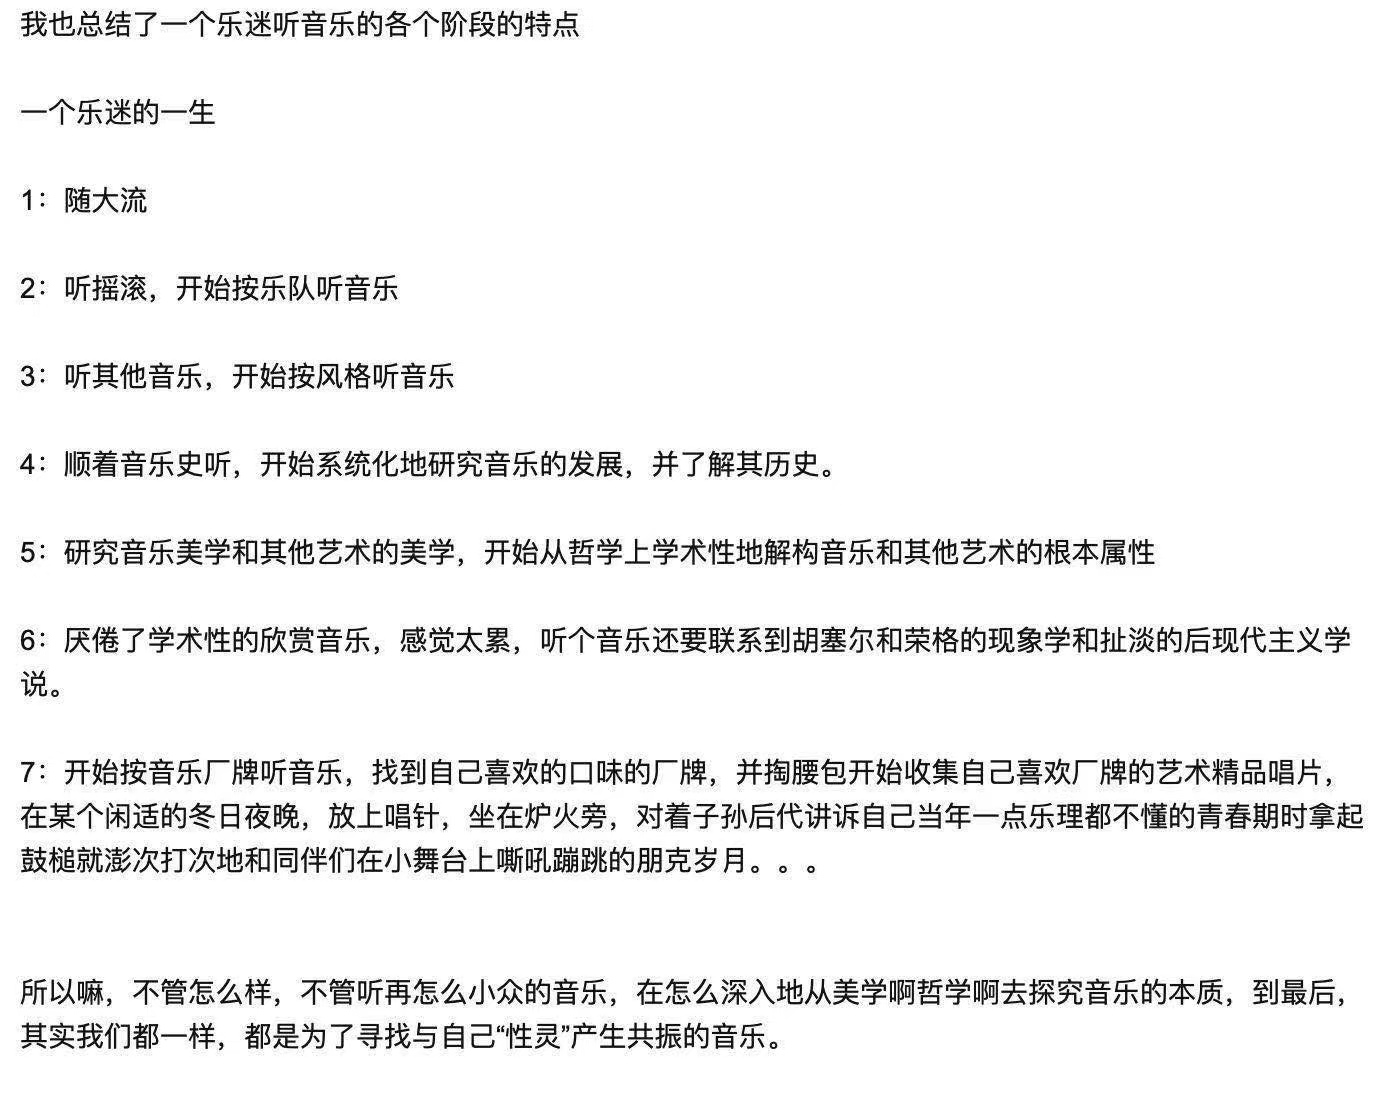 我也总结了一个乐迷听音乐的各个阶段的特点
一个乐迷的一生
1：随大流
2：听摇滚，开始按乐队听音乐
3：听其他音乐，开始按风格听音乐
4：顺着音乐史听，开始系统化地研究音乐的发展，并了解其历史。
5：研究音乐美学和其他艺术的美学，开始从哲学上学术性地解构音乐和其他艺术的根本属性
6：厌倦了学术性的欣赏音乐，感觉太累，听个音乐还要联系到胡塞尔和荣格的现象学和扯淡的后现代主义学
说。
7：开始按音乐厂牌听音乐，找到自己喜欢的口味的厂牌，并掏腰包开始收集自己喜欢厂牌的艺术精品唱片，
在某个闲适的冬日夜晚，放上唱针，坐在炉火旁，对着子孙后代讲诉自己当年一点乐理都不懂的青春期时拿起
鼓槌就澎次打次地和同伴们在小舞台上嘶吼蹦跳的朋克岁月。。。
所以嘛，不管怎么样，不管听再怎么小众的音乐，在怎么深入地从美学啊哲学啊去探究音乐的本质，到最后，
其实我们都一样，都是为了寻找与自己“性灵”产生共振的音乐。